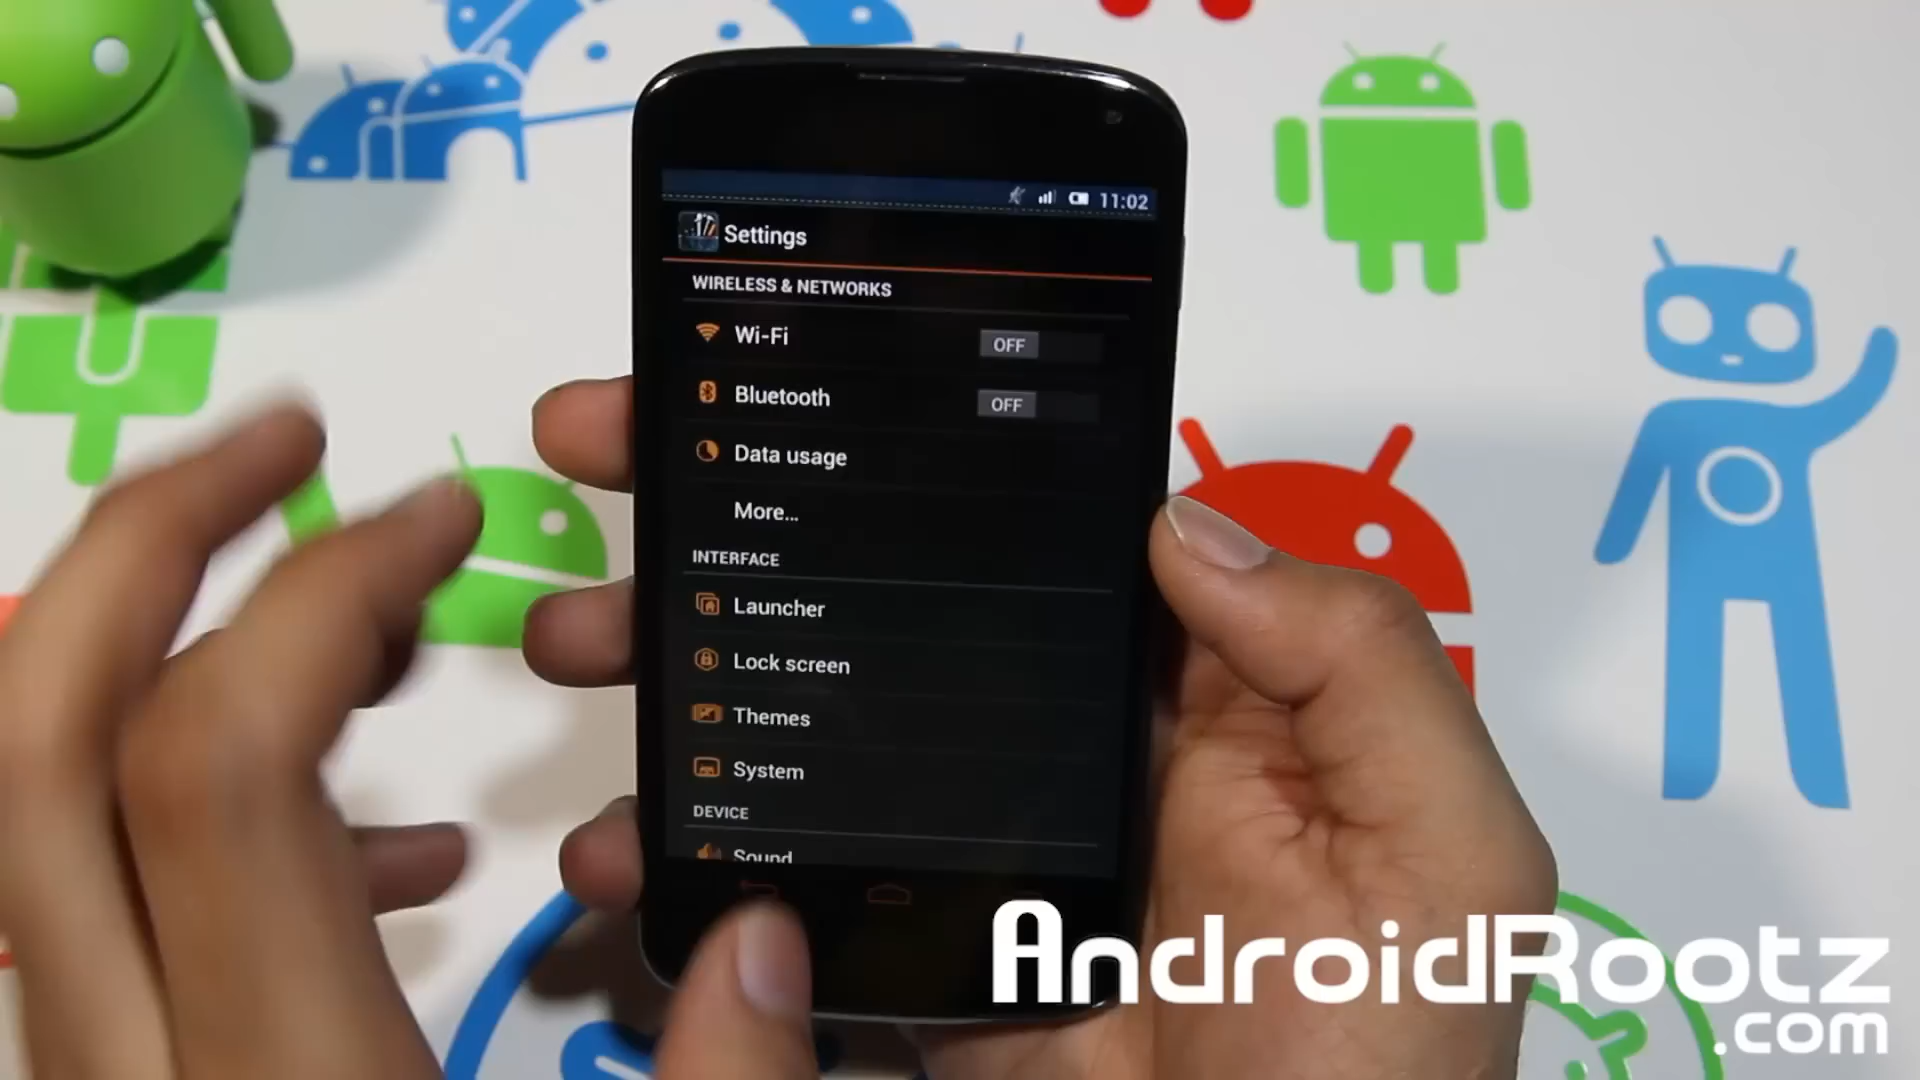 11:02
Settings
WIRELESS & NETWORKS
Wi-Fi
OFF
Bluetooth
OFF
Data usage
More...
INTERFACE
Launcher
Lock screen
Themes
System
DEVICE
Sound
AndroidRootz
.com